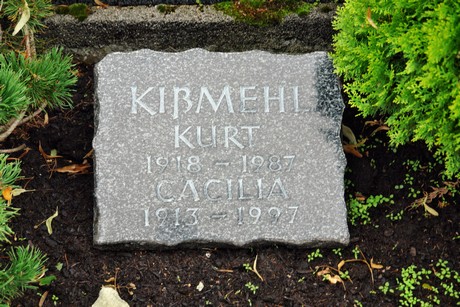 KIßMEHL
KURT
1918 - 1987
CÄCILIA
1913 - 1997